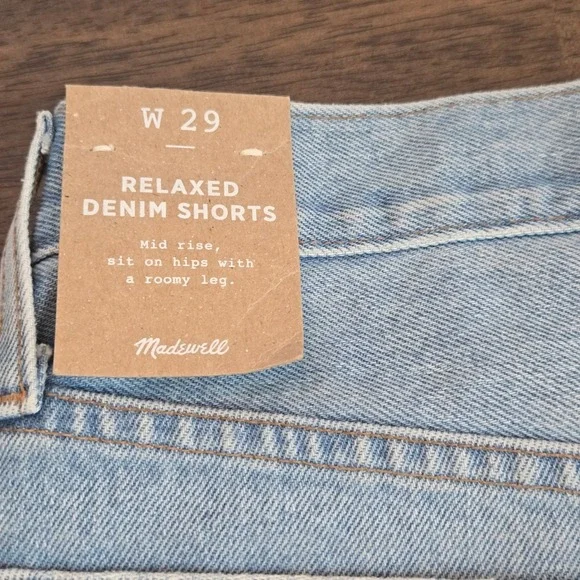 W 29
RELAXED
DENIM SHORTS
Mid rise,
sit on hips with
a roomy leg.
Madewell